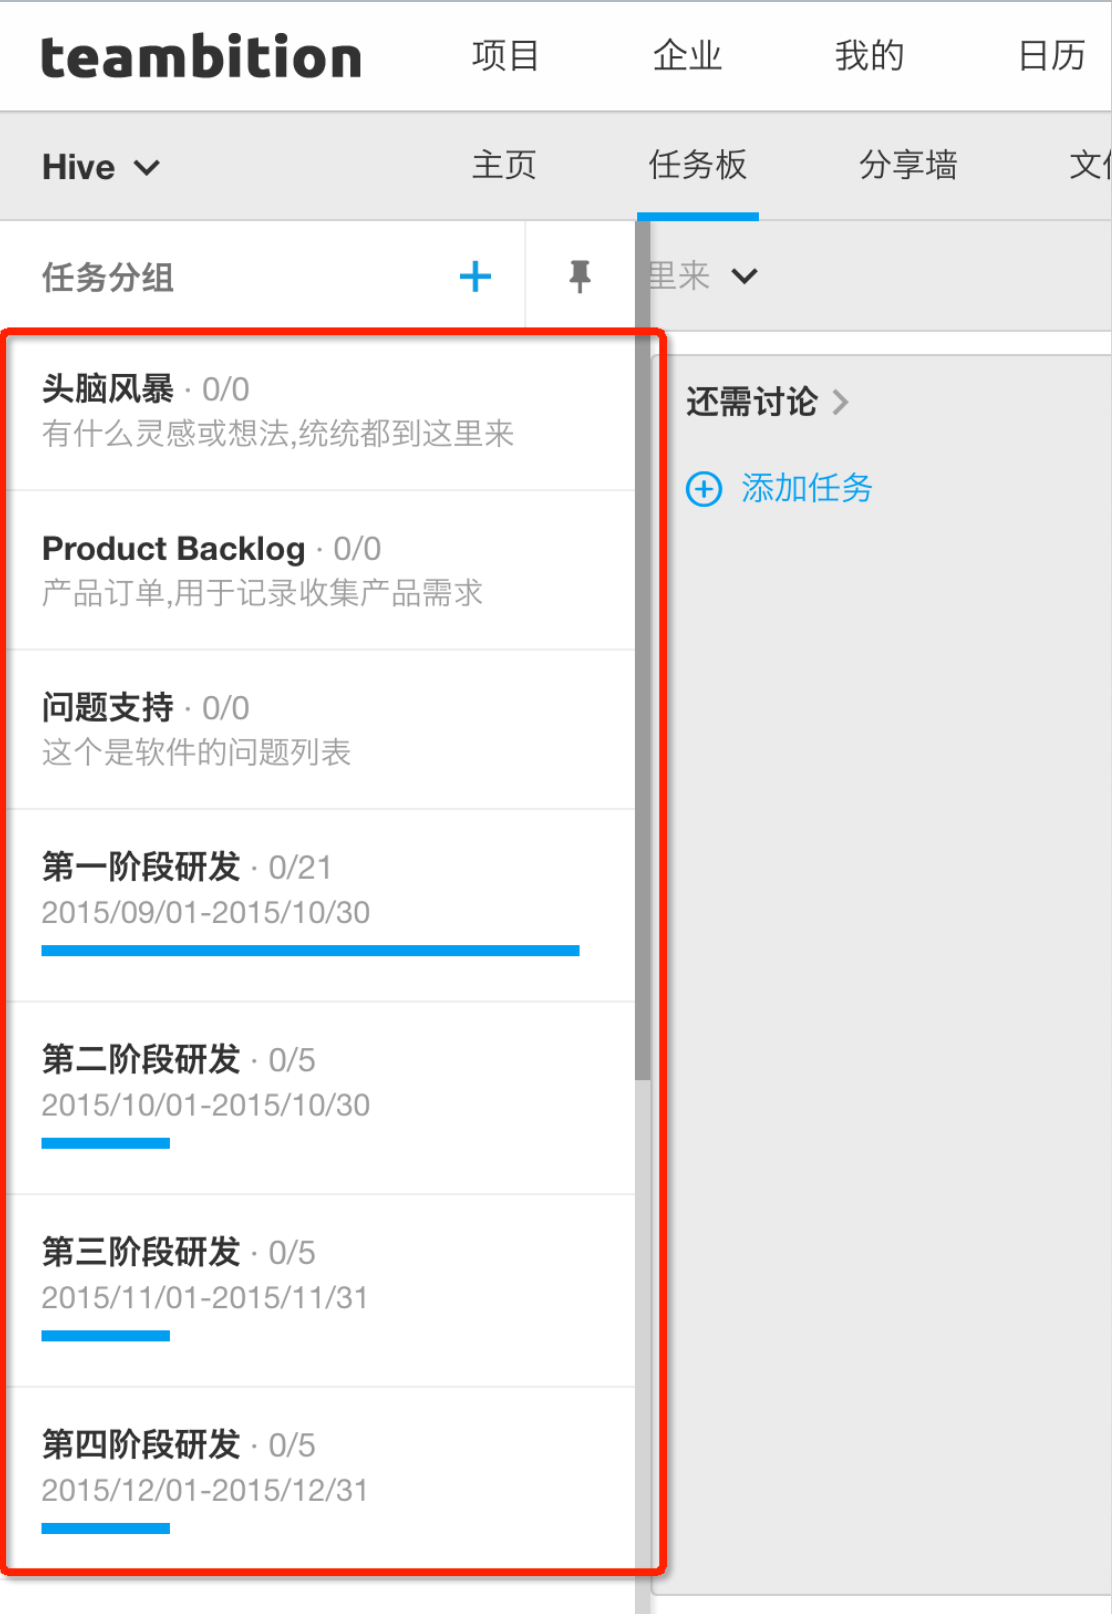 teambition 项目 企业 我的 日历
Hive 主页 任务板 分享墙 文
任务分组
里来
头脑风暴 · 0/0
有什么灵感或想法,统统都到这里来
Product Backlog · 0/0
产品订单,用于记录收集产品需求
问题支持 · 0/0
这个是软件的问题列表
第一阶段研发 · 0/21
2015/09/01-2015/10/30
第二阶段研发 · 0/5
2015/10/01-2015/10/30
第三阶段研发 · 0/5
2015/11/01-2015/11/31
第四阶段研发 · 0/5
2015/12/01-2015/12/31
还需讨论
添加任务